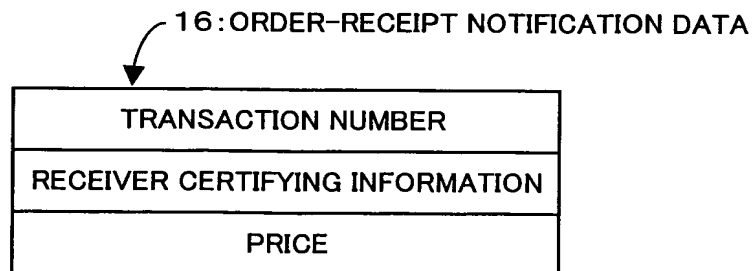 16:ORDER-RECEIPT NOTIFICATION DATA
TRANSACTION NUMBER
RECEIVER CERTIFYING INFORMATION
PRICE